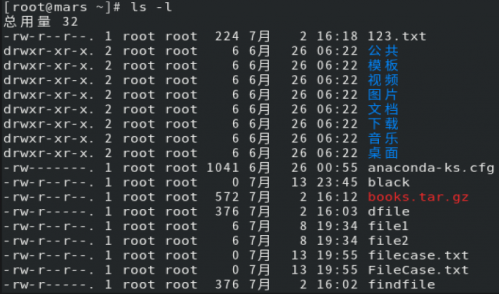 [root@mars ~]# ls -l
总用量 32
-rw-r--r--. 1 root root 224 7月 2 16:18 123.txt
drwxr-xr-x. 2 root root 6 6月 26 06:22 公共
drwxr-xr-x. 2 root root 6 6月 26 06:22 模板
drwxr-xr-x. 2 root root 6 6月 26 06:22 视频
drwxr-xr-x. 2 root root 6 6月 26 06:22 图片
drwxr-xr-x. 2 root root 6 6月 26 06:22 文档
drwxr-xr-x. 2 root root 6 6月 26 06:22 下载
drwxr-xr-x. 2 root root 6 6月 26 06:22 音乐
drwxr-xr-x. 2 root root 6 6月 26 06:22 桌面
-rw-------. 1 root root 1041 6月 26 00:55 anaconda-ks.cfg
-rw-r--r--. 1 root root 0 7月 13 23:45 black
-rw-r--r--. 1 root root 572 7月 2 16:12 books.tar.gz
-rw-r--r--. 1 root root 376 7月 2 16:03 dfile
-rw-r--r--. 1 root root 6 7月 8 19:34 file1
-rw-r--r--. 1 root root 6 7月 8 19:34 file2
-rw-r--r--. 1 root root 0 7月 13 19:55 filecase.txt
-rw-r--r--. 1 root root 0 7月 13 19:55 FileCase.txt
-rw-r--r--. 1 root root 376 7月 2 16:02 findfile